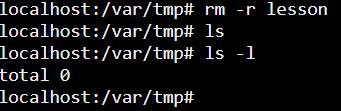 localhost:/var/tmp# rm -r lesson
localhost:/var/tmp# ls
localhost:/var/tmp# ls -l
total 0
localhost:/var/tmp#